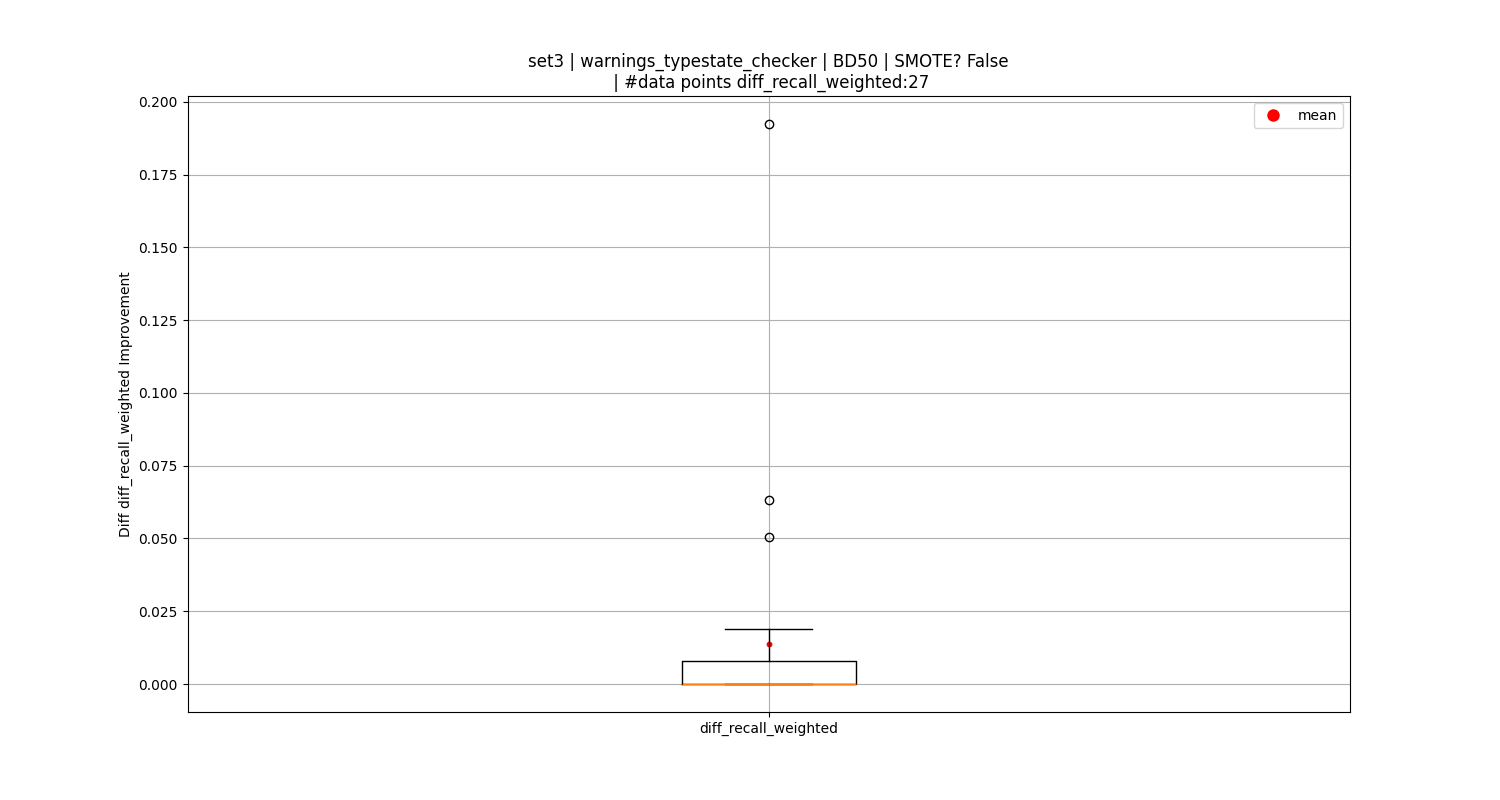 set3 | warnings_typestate_checker | BD50 | SMOTE? False
| #data points diff_recall_weighted:27
mean
0.200
0.175
0.150
0.125
0.100
0.075
0.050
0.025
0.000
Diff diff_recall_weighted Improvement
diff_recall_weighted